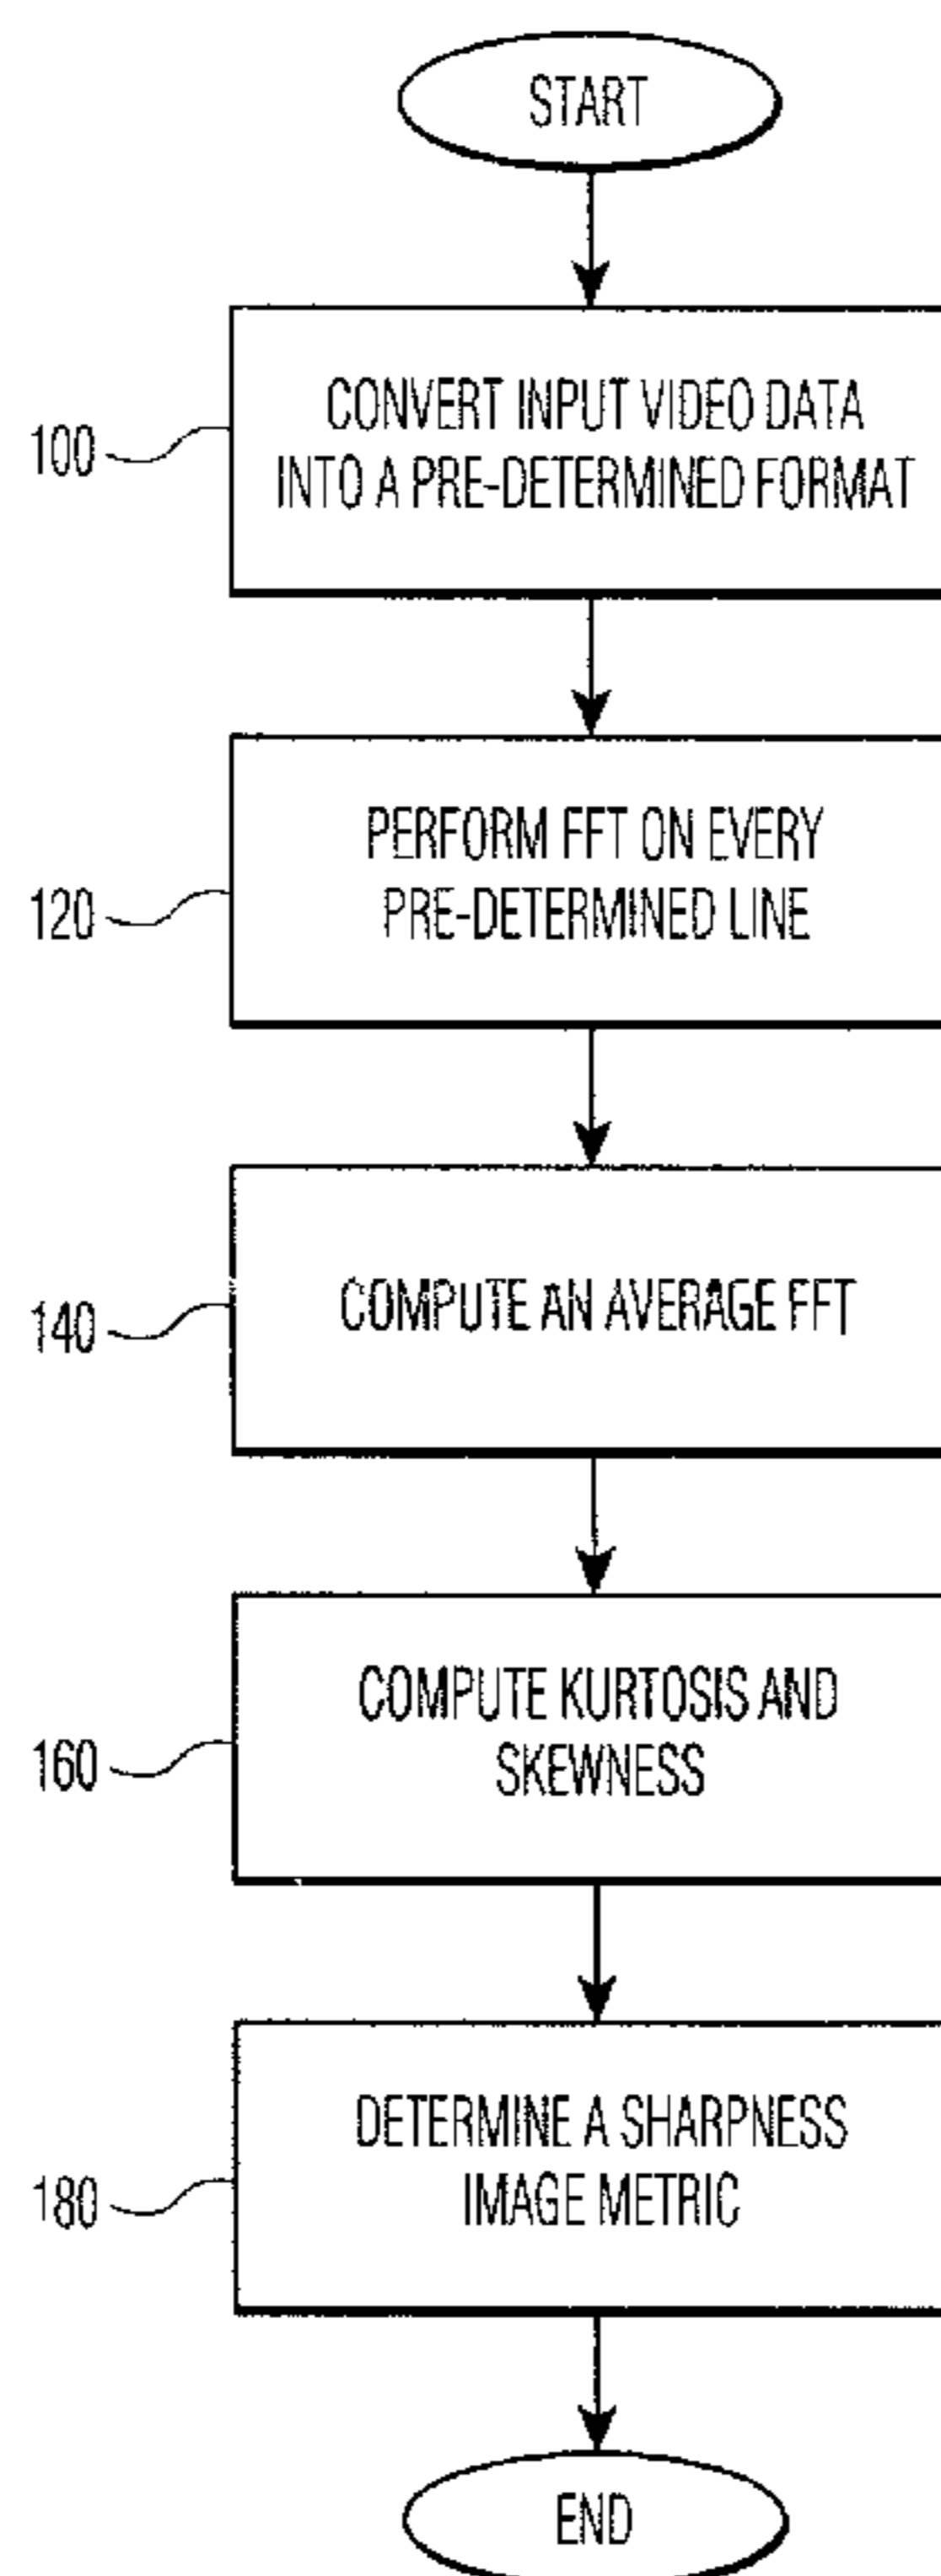 START
100
CONVERT INPUT VIDEO DATA
INTO A PRE-DETERMINED FORMAT
120
PERFORM FFT ON EVERY
PRE-DETERMINED LINE
140
COMPUTE AN AVERAGE FFT
160
COMPUTE KURTOSIS AND
SKEWNESS
180
DETERMINE A SHARPNESS
IMAGE METRIC
END